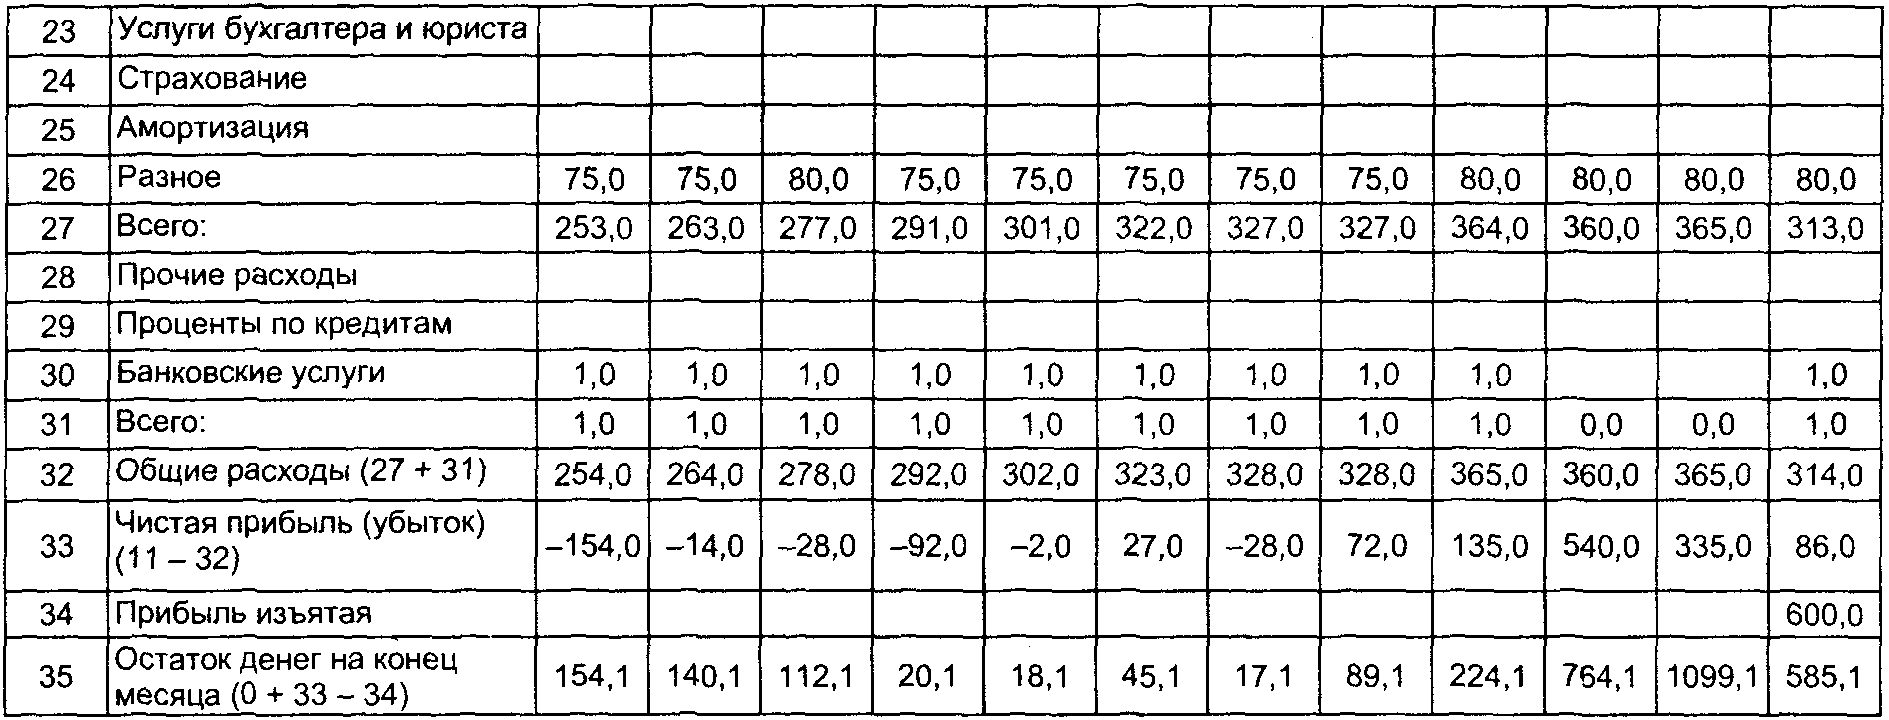 23 Услуги бухгалтера и юриста
24 Страхование
25 Амортизация
26 Разное 75,0 75,0 80,0 75,0 75,0 75,0 75,0 75,0 80,0 80,0 80,0 80,0
27 Всего: 253,0 263,0 277,0 291,0 301,0 322,0 327,0 327,0 364,0 360,0 365,0 313,0
28 Прочие расходы
29 Проценты по кредитам
30 Банковские услуги 1,0 1,0 1,0 1,0 1,0 1,0 1,0 1,0 1,0 1,0
31 Всего: 1,0 1,0 1,0 1,0 1,0 1,0 1,0 1,0 1,0 0,0 0,0 1,0
32 Общие расходы (27 + 31) 254,0 264,0 278,0 292,0 302,0 323,0 328,0 328,0 365,0 360,0 365,0 314,0
33 Чистая прибыль (убыток)
(11 – 32) –154,0 –14,0 –28,0 –92,0 –2,0 27,0 –28,0 72,0 135,0 540,0 335,0 86,0
34 Прибыль изъятая 600,0
35 Остаток денег на конец
месяца (0 + 33 – 34) 154,1 140,1 112,1 20,1 18,1 45,1 17,1 89,1 224,1 764,1 1099,1 585,1